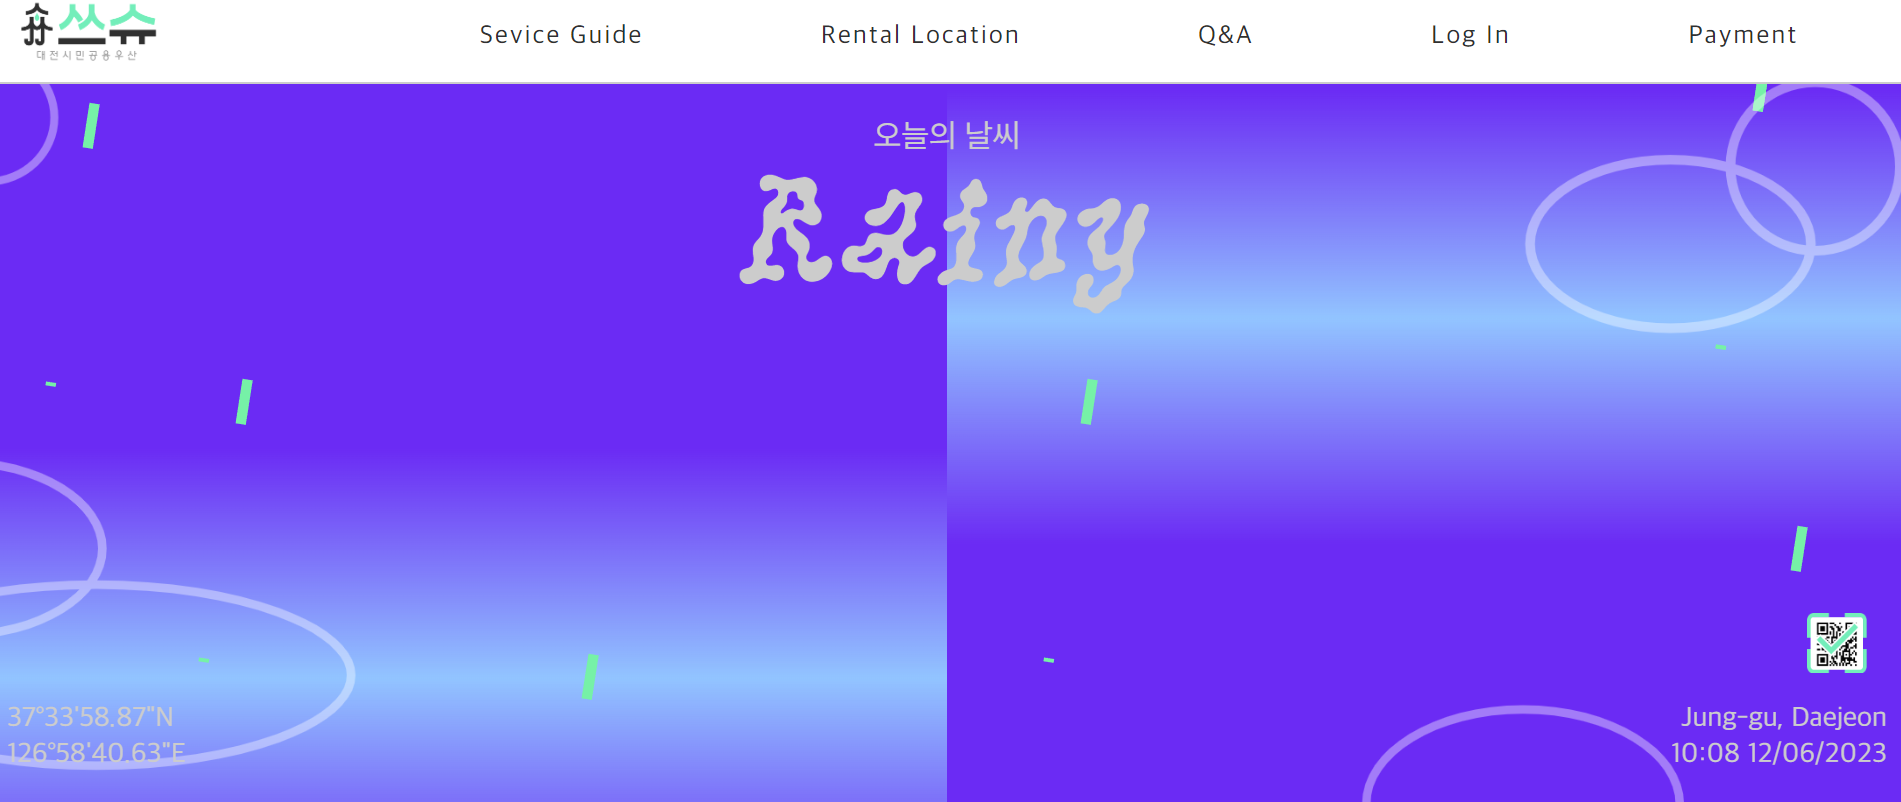 쓰슈
대전시민공용우산
Sevice Guide
Rental Location
Q&A
Log In
Payment
오늘의 날씨
Rainy
37°33'58.87"N
126°58'40.63"E
Jung-gu, Daejeon
10:08 12/06/2023